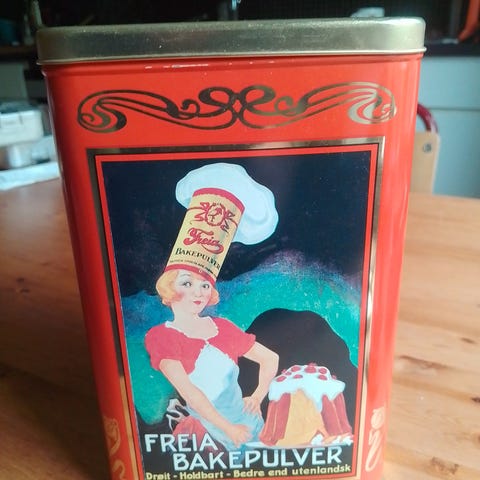 Freia
BAKEPULVER
FREIA
BAKEPULVER
Drøit - Holdbart - Bedre end utenlandsk